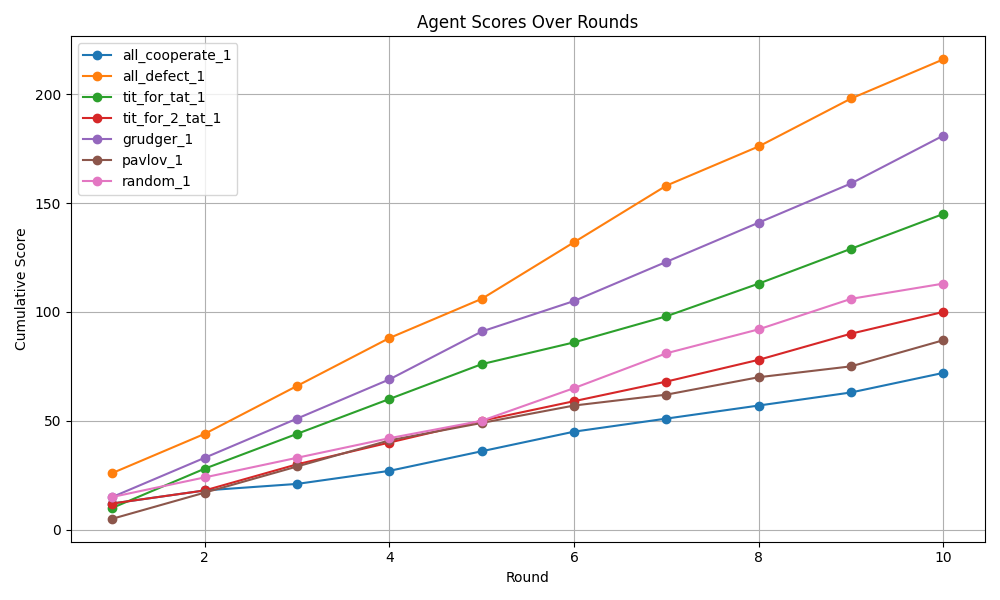 Agent Scores Over Rounds
all_cooperate_1
all_defect_1
tit_for_tat_1
tit_for_2_tat_1
grudger_1
pavlov_1
random_1
Cumulative Score
200
150
100
50
0
2 4 6 8 10
Round